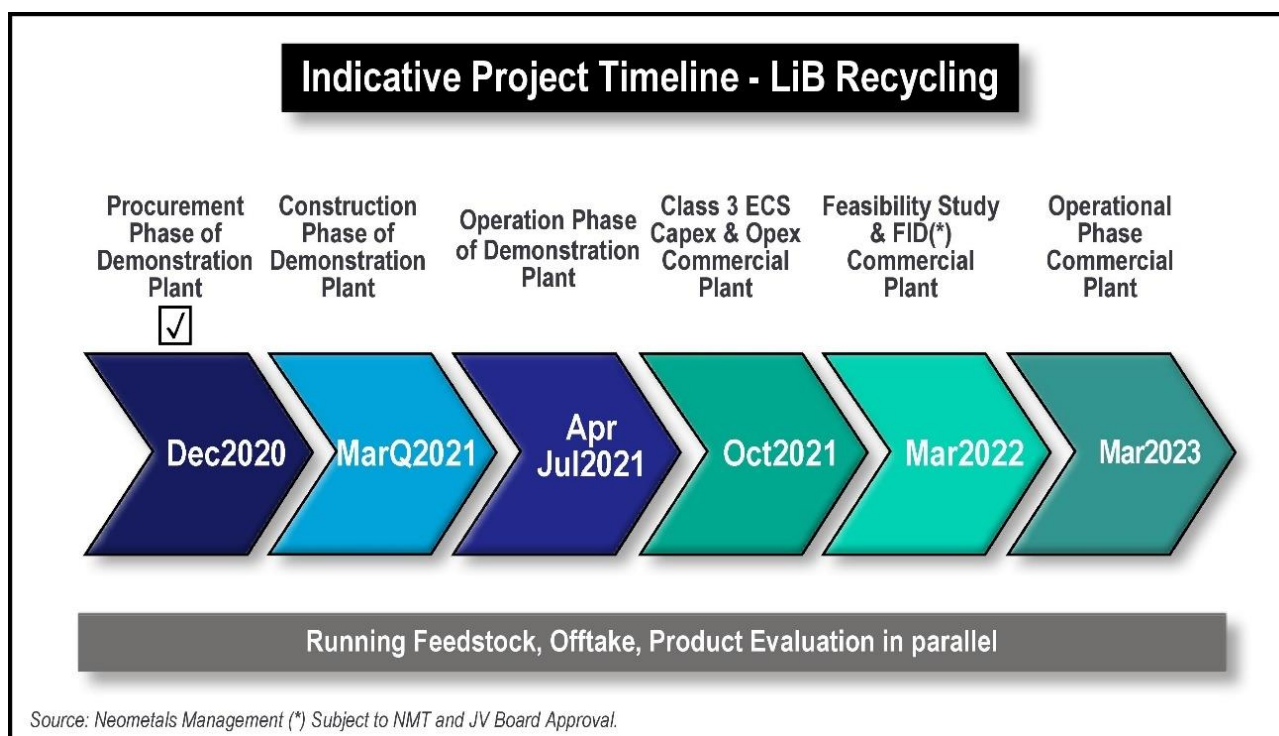 Indicative Project Timeline - LiB Recycling
Procurement
Phase of
Demonstration
Plant
☑
Construction
Phase of
Demonstration
Plant
Operation Phase
of Demonstration
Plant
Class 3 ECS
Capex & Opex
Commercial
Plant
Feasibility Study
& FID(*)
Commercial
Plant
Operational
Phase
Commercial
Plant
Dec2020
MarQ2021
Apr
Jul2021
Oct2021
Mar2022
Mar2023
Running Feedstock, Offtake, Product Evaluation in parallel
Source: Neometals Management (*) Subject to NMT and JV Board Approval.